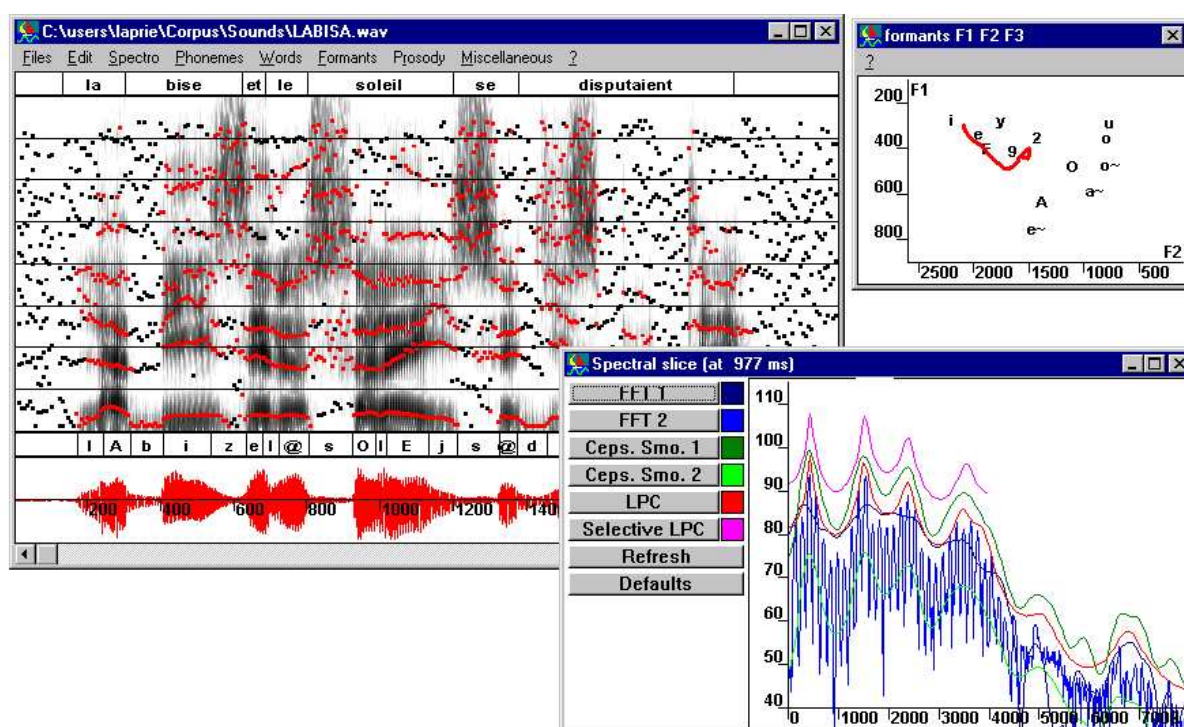 C:\users\laprie\Corpus\Sounds\LABISA.wav
Files Edit Spectro Phonemes Words Formants Prosody Miscellaneous ?
la bise et le soleil se disputaient
l A b i z e l @ s O l E j s @ d
200 400 600 800 1000 1200
formants F1 F2 F3
?
200 F1
i y u
e 2 o
400
9
O o~
600 a~
A
e~
800
F2
2500 2000 1500 1000 500 0
Spectral slice (at 977 ms)
FFT 1
FFT 2
Ceps. Smo. 1
Ceps. Smo. 2
LPC
Selective LPC
Refresh
Defaults
110
100
90
80
70
60
50
40
0 1000 2000 3000 4000 5000 6000